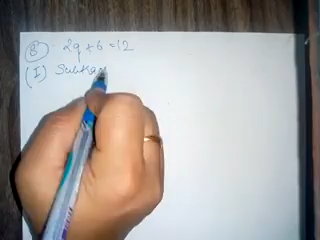 8. 2q + 6 = 12
(I) Subtra